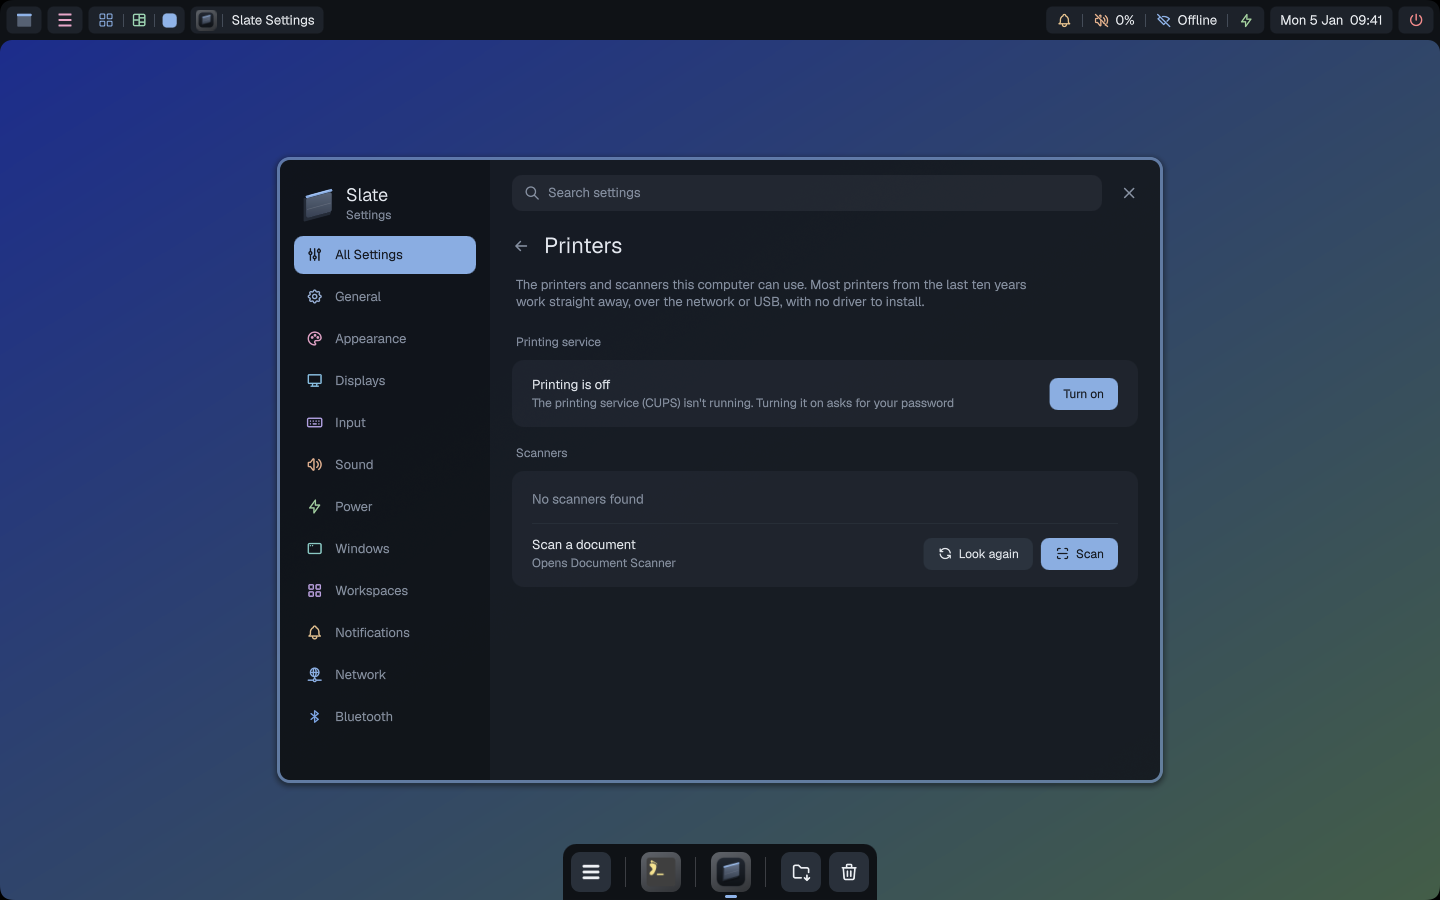 Slate Settings
0%
Offline
Mon 5 Jan 09:41
Slate
Settings
Search settings
All Settings
General
Appearance
Displays
Input
Sound
Power
Windows
Workspaces
Notifications
Network
Bluetooth
Printers
The printers and scanners this computer can use. Most printers from the last ten years
work straight away, over the network or USB, with no driver to install.
Printing service
Printing is off
The printing service (CUPS) isn't running. Turning it on asks for your password
Turn on
Scanners
No scanners found
Scan a document
Opens Document Scanner
Look again
Scan